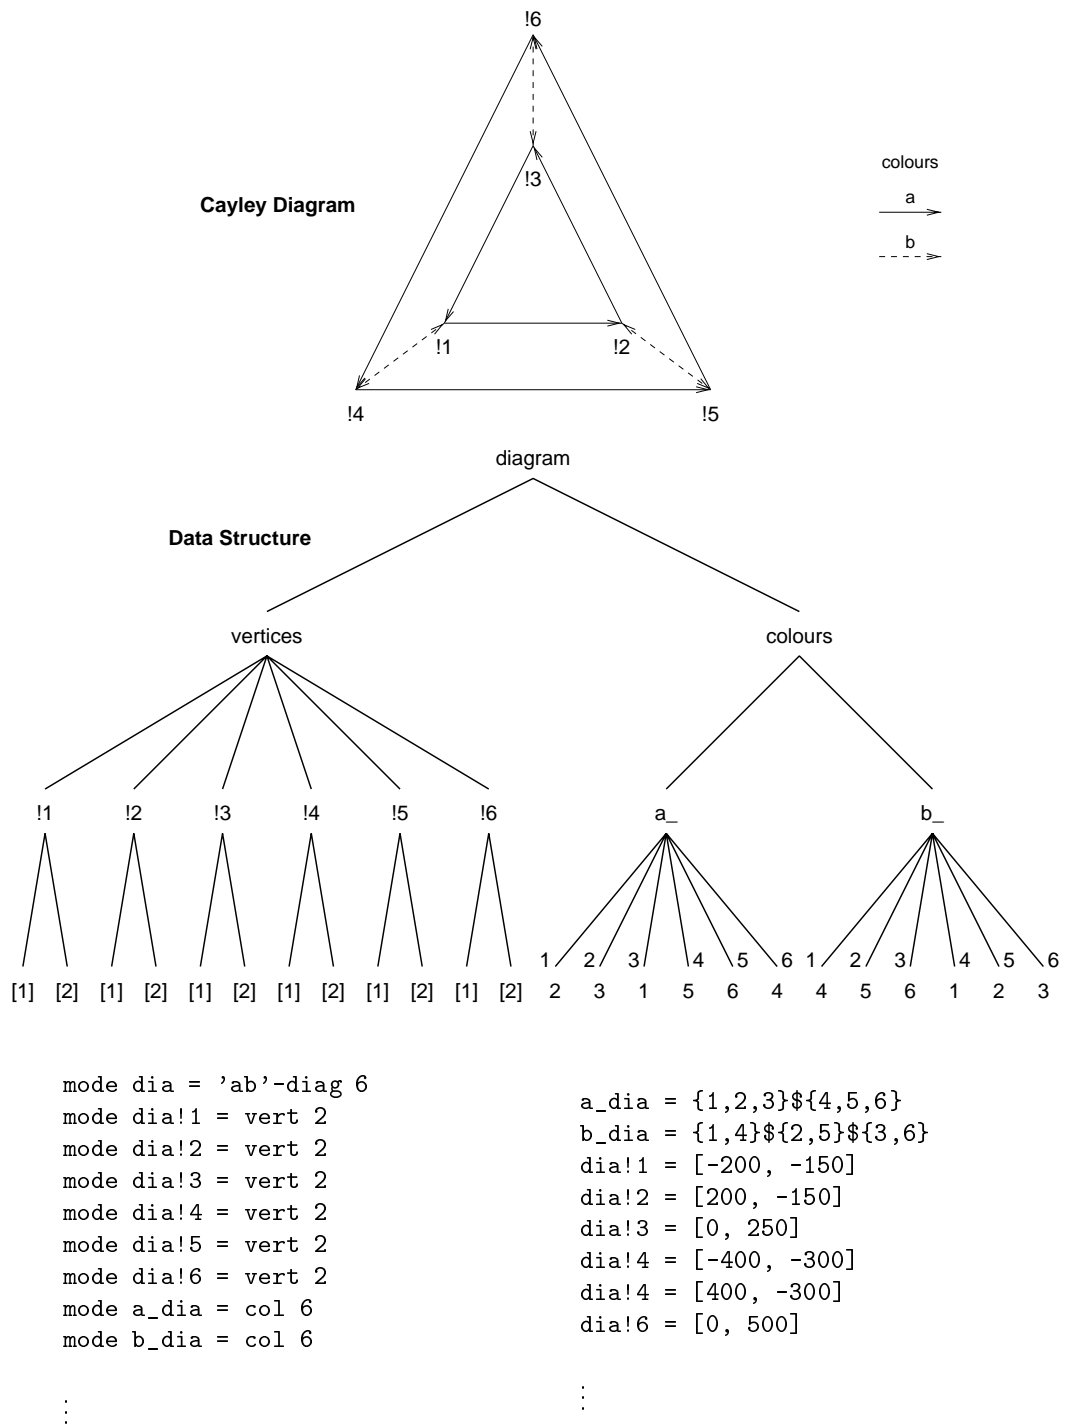 !6
colours
!3
a
Cayley Diagram
b
!1 !2
!4 !5
diagram
Data Structure
vertices colours
!1 !2 !3 !4 !5 !6 a_ b_
1 2 3 4 5 6 1 2 3 4 5 6
[1] [2] [1] [2] [1] [2] [1] [2] [1] [2] [1] [2] 2 3 1 5 6 4 4 5 6 1 2 3
mode dia = ’ab’-diag 6
mode dia!1 = vert 2
mode dia!2 = vert 2
mode dia!3 = vert 2
mode dia!4 = vert 2
mode dia!5 = vert 2
mode dia!6 = vert 2
mode a_dia = col 6
mode b_dia = col 6
⋮
a_dia = {1,2,3}${4,5,6}
b_dia = {1,4}${2,5}${3,6}
dia!1 = [-200, -150]
dia!2 = [200, -150]
dia!3 = [0, 250]
dia!4 = [-400, -300]
dia!4 = [400, -300]
dia!6 = [0, 500]
⋮